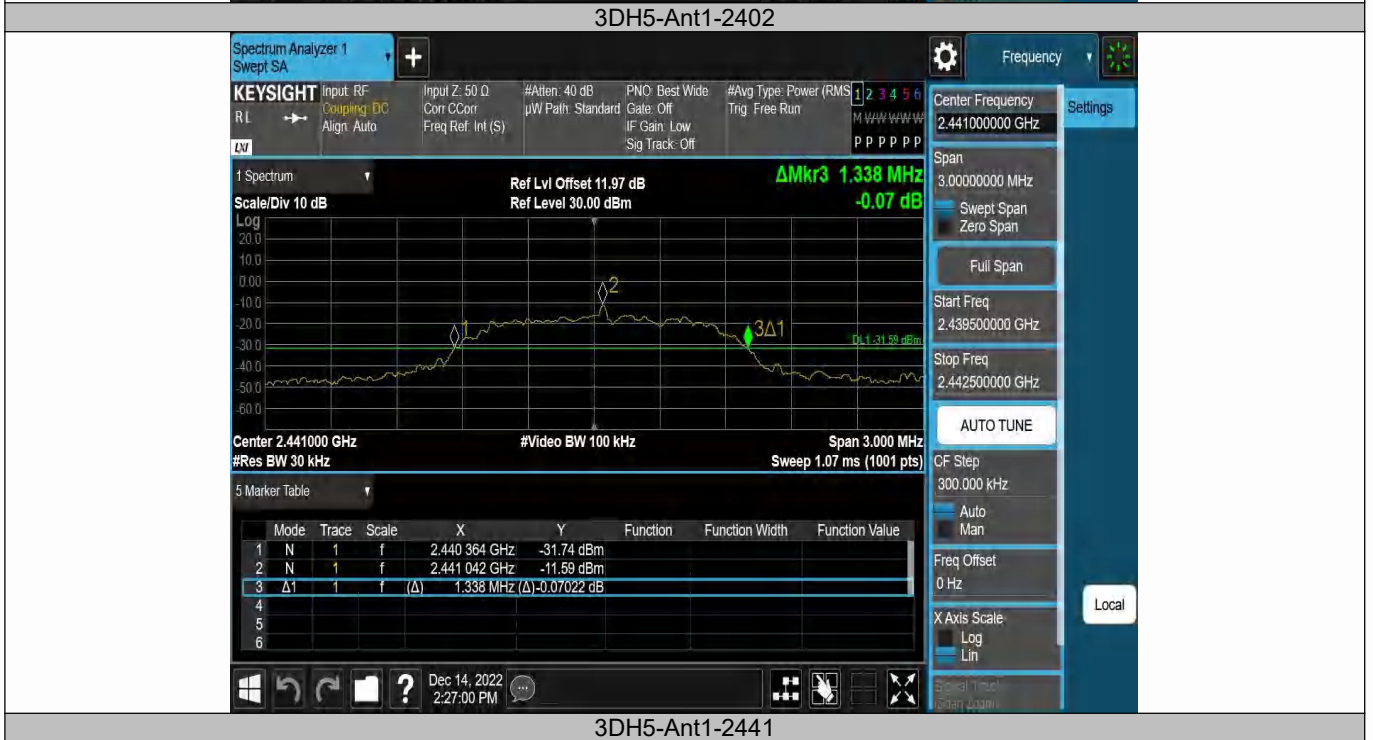 3DH5-Ant1-2402
Spectrum Analyzer 1
Swept SA
+
Frequency
KEYSIGHT
Input: RF
Input Z: 50 Ω
#Atten: 40 dB
PNO: Best Wide
#Avg Type: Power (RMS
1 2 3 4 5 6
R L
Coupling: DC
Corr CCorr
µW Path: Standard
Gate: Off
Trig: Free Run
M W W W W W
Align: Auto
Freq Ref: Int (S)
IF Gain: Low
LXI
Sig Track: Off
P P P P P P
Center Frequency
2.441000000 GHz
Settings
1 Spectrum
Ref Lvl Offset 11.97 dB
ΔMkr3 1.338 MHz
Scale/Div 10 dB
Ref Level 30.00 dBm
-0.07 dB
Span
3.00000000 MHz
Swept Span
Zero Span
Log
20.0
10.0
0.00
-10.0
-20.0
-30.0
-40.0
-50.0
-60.0
1
2
3Δ1
DL1 -31.59 dBm
Full Span
Start Freq
2.439500000 GHz
Stop Freq
2.442500000 GHz
AUTO TUNE
Center 2.441000 GHz
#Video BW 100 kHz
Span 3.000 MHz
#Res BW 30 kHz
Sweep 1.07 ms (1001 pts)
CF Step
300.000 kHz
Auto
Man
5 Marker Table
Mode Trace Scale X Y Function Function Width Function Value
1 N 1 f 2.440 364 GHz -31.74 dBm
2 N 1 f 2.441 042 GHz -11.59 dBm
3 Δ1 1 f (Δ) 1.338 MHz (Δ) -0.07022 dB
4
5
6
Freq Offset
0 Hz
Local
X Axis Scale
Log
Lin
?
Dec 14, 2022
2:27:00 PM
3DH5-Ant1-2441